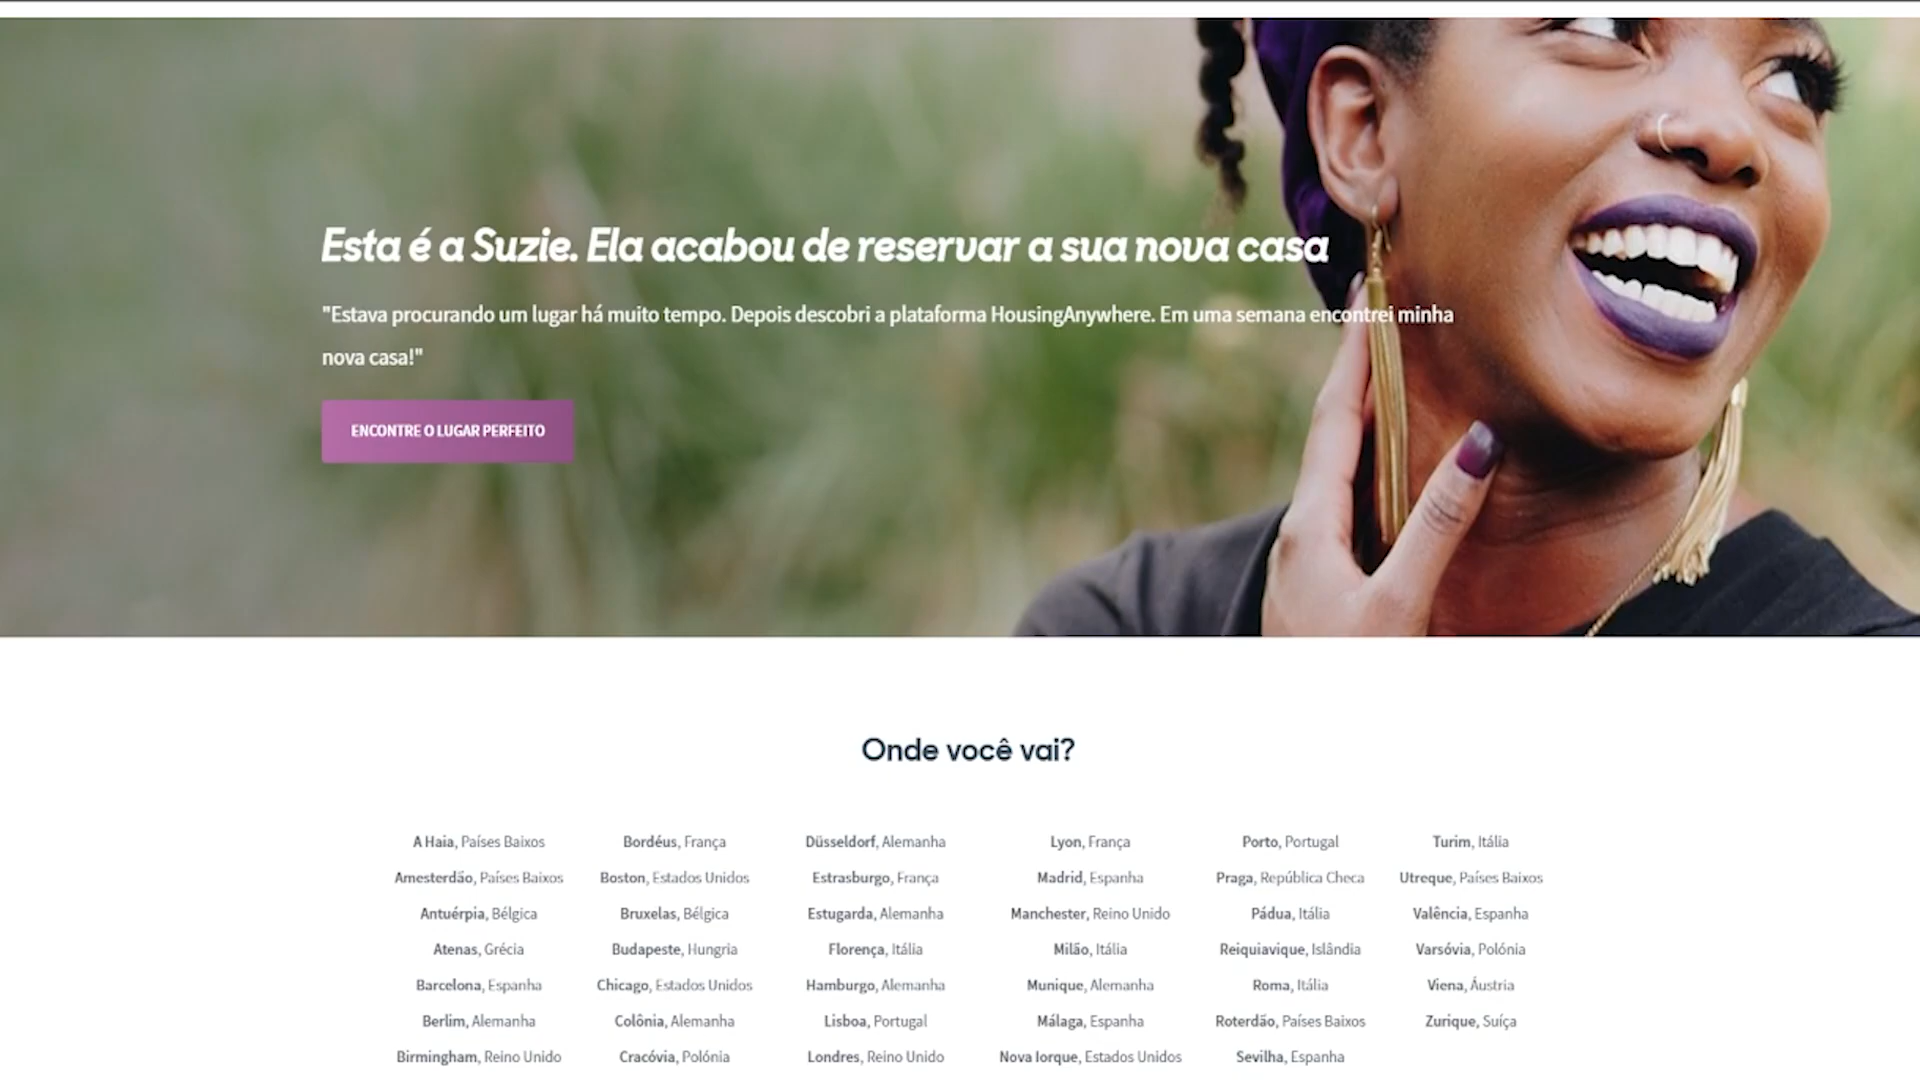 Esta é a Suzie. Ela acabou de reservar a sua nova casa
"Estava procurando um lugar há muito tempo. Depois descobri a plataforma HousingAnywhere. Em uma semana encontrei minha
nova casa!"
ENCONTRE O LUGAR PERFEITO
Onde você vai?
A Haia, Países Baixos
Amesterdão, Países Baixos
Antuérpia, Bélgica
Atenas, Grécia
Barcelona, Espanha
Berlim, Alemanha
Birmingham, Reino Unido
Bordéus, França
Boston, Estados Unidos
Bruxelas, Bélgica
Budapeste, Hungria
Chicago, Estados Unidos
Colônia, Alemanha
Cracóvia, Polónia
Düsseldorf, Alemanha
Estrasburgo, França
Estugarda, Alemanha
Florença, Itália
Hamburgo, Alemanha
Lisboa, Portugal
Londres, Reino Unido
Lyon, França
Madrid, Espanha
Manchester, Reino Unido
Milão, Itália
Munique, Alemanha
Málaga, Espanha
Nova Iorque, Estados Unidos
Porto, Portugal
Praga, República Checa
Pádua, Itália
Reiquiavique, Islândia
Roma, Itália
Roterdão, Países Baixos
Sevilha, Espanha
Turim, Itália
Utreque, Países Baixos
Valência, Espanha
Varsóvia, Polónia
Viena, Áustria
Zurique, Suíça